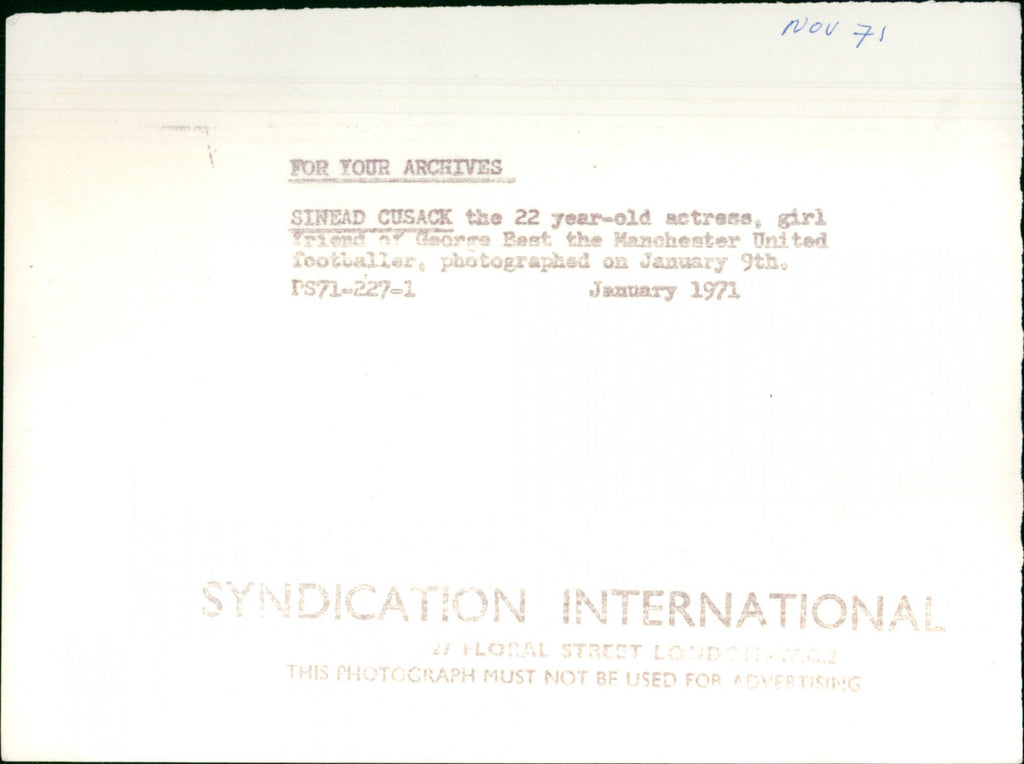 NOV 71
FOR YOUR ARCHIVES
SINEAD CUSACK the 22 year-old actress, girl
friend of George Best the Manchester United
footballer, photographed on January 9th.
PS71-227-1 January 1971
SYNDICATION INTERNATIONAL
27 FLORAL STREET LONDON - W.C.2
THIS PHOTOGRAPH MUST NOT BE USED FOR ADVERTISING